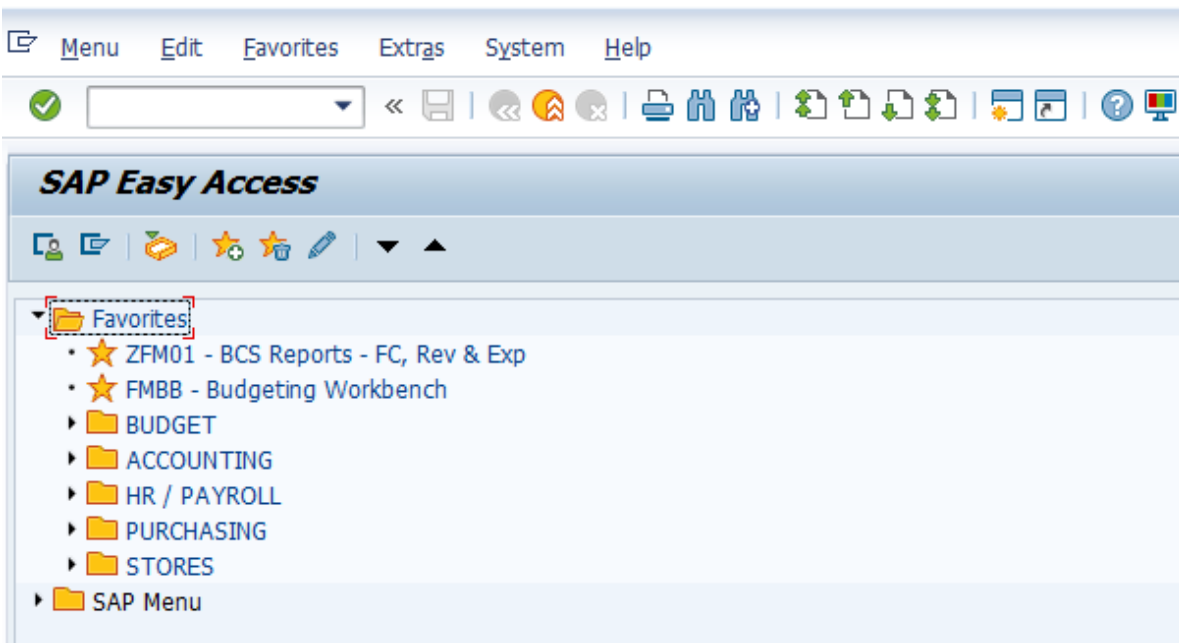 Menu Edit Favorites Extras System Help
SAP Easy Access
Favorites
ZFM01 - BCS Reports - FC, Rev & Exp
FMBB - Budgeting Workbench
BUDGET
ACCOUNTING
HR / PAYROLL
PURCHASING
STORES
SAP Menu